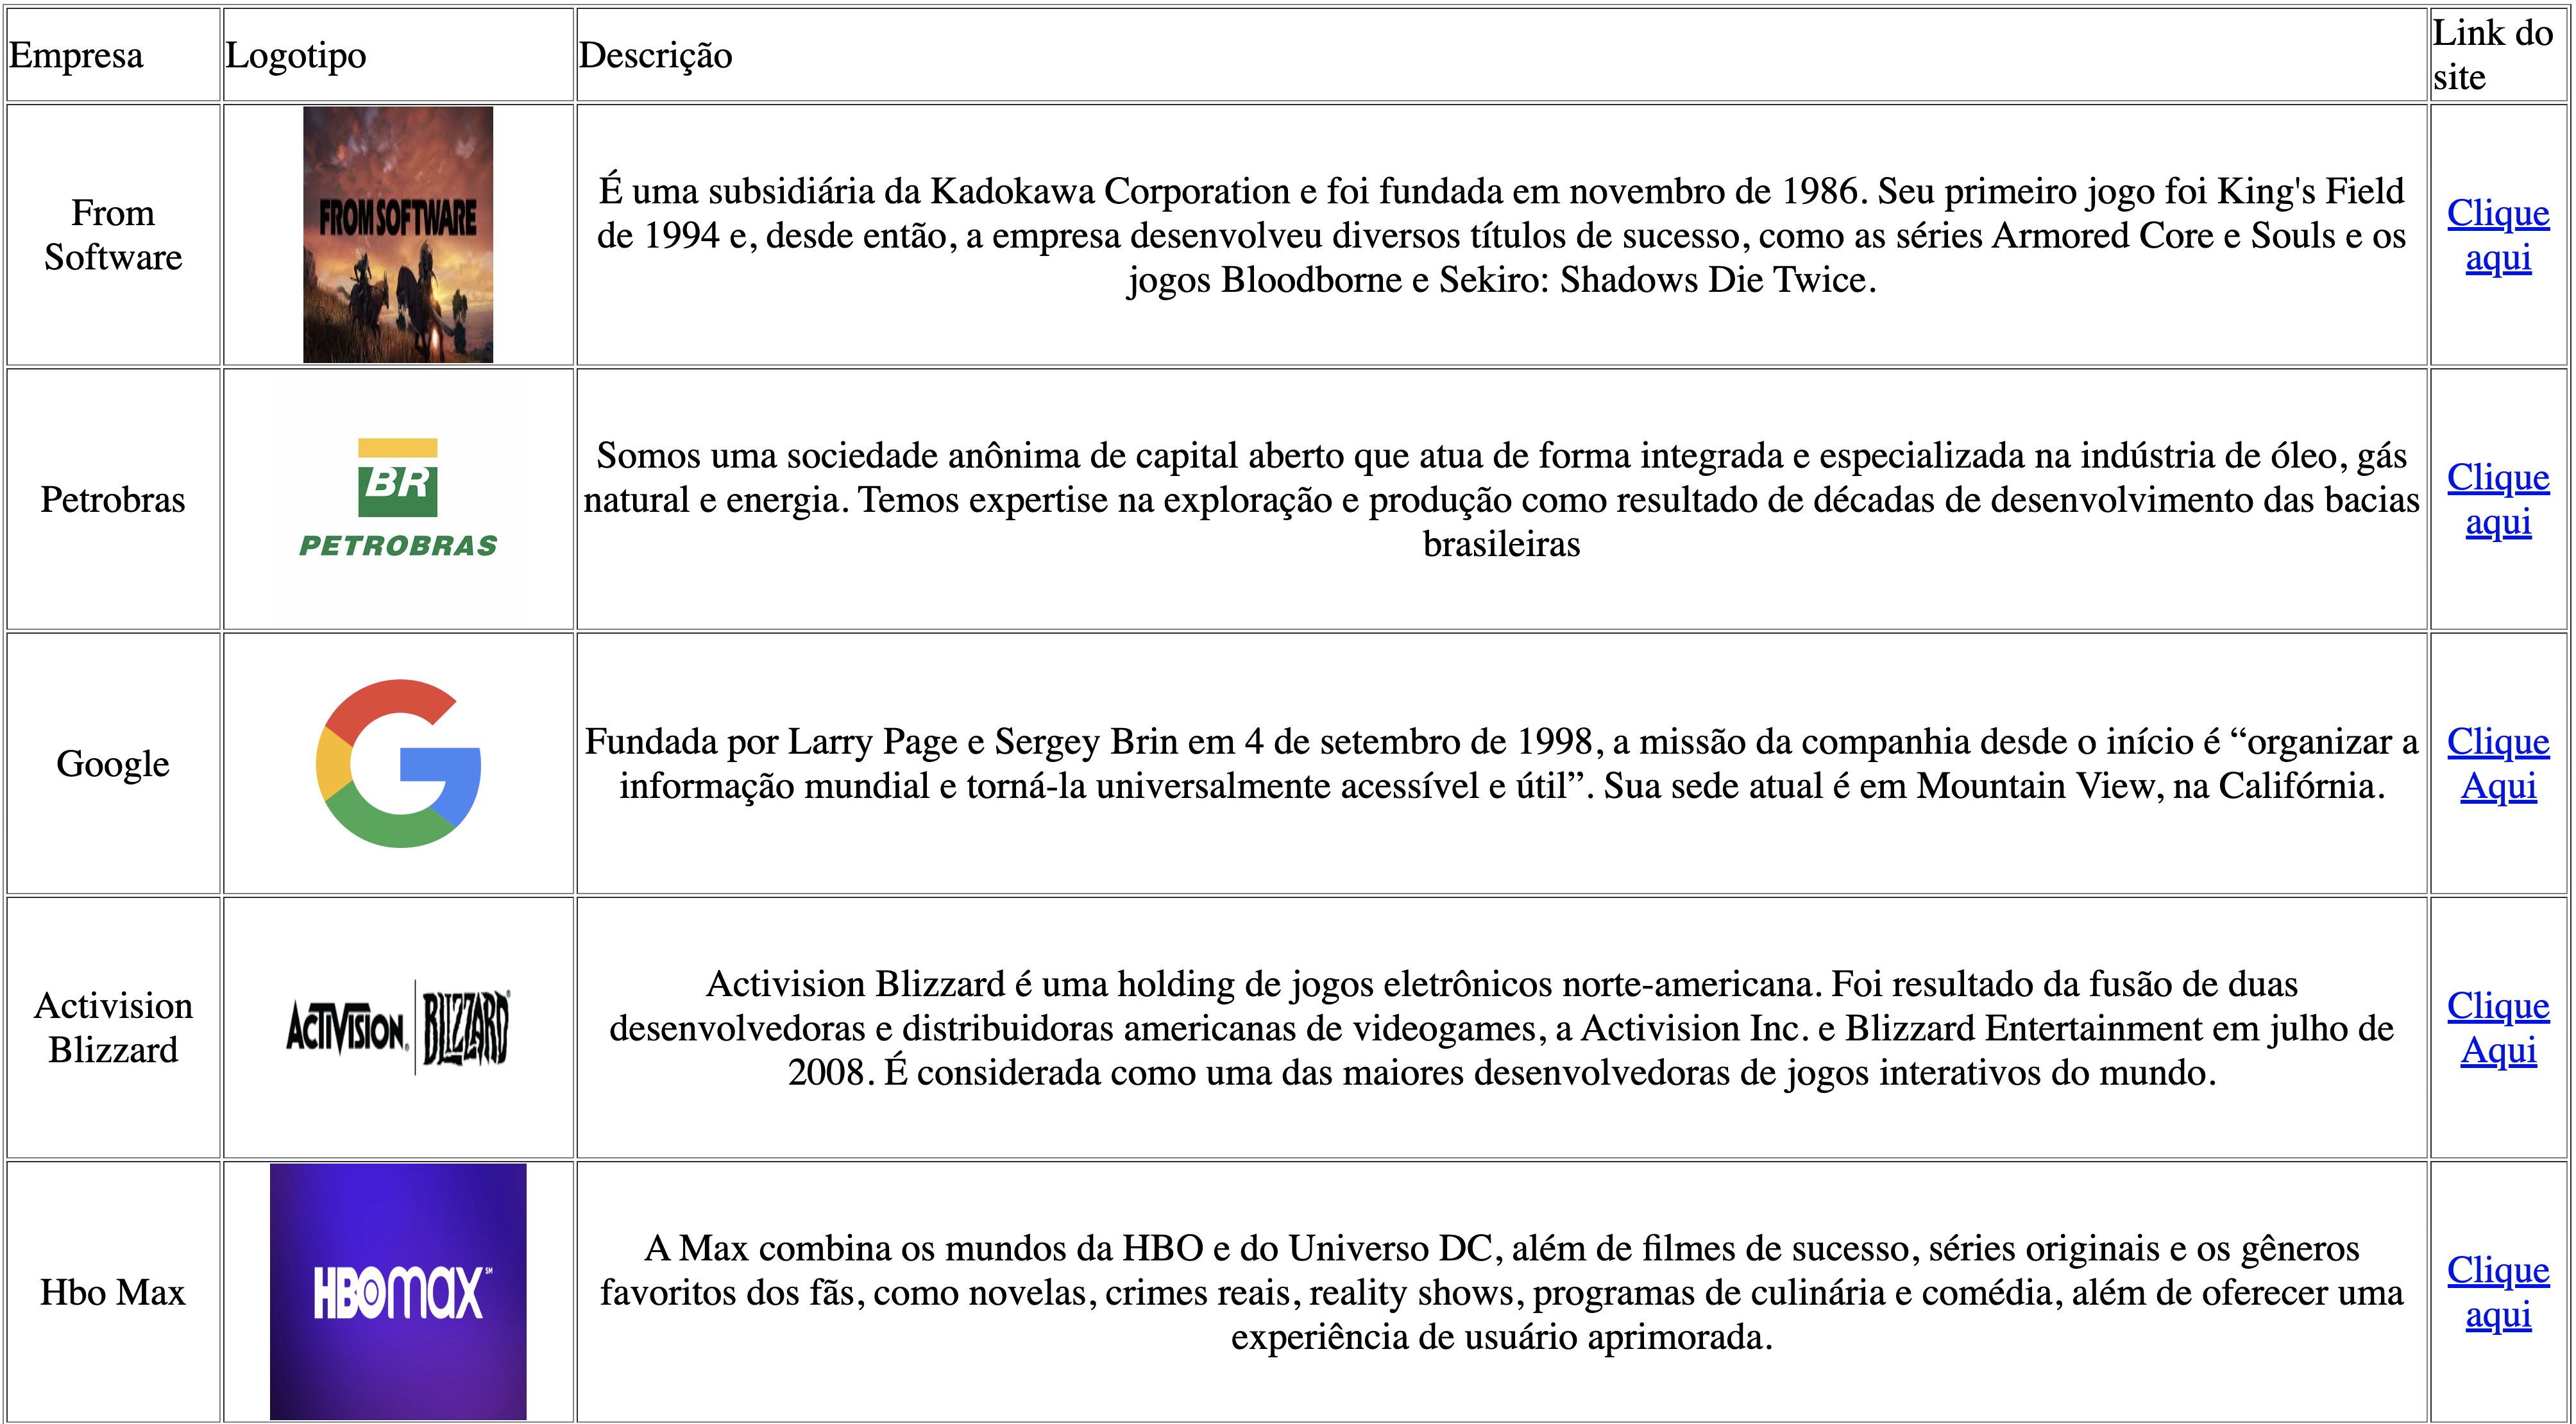 Empresa
Logotipo
Descrição
Link do
site
From
Software
FROMSOFTWARE
É uma subsidiária da Kadokawa Corporation e foi fundada em novembro de 1986. Seu primeiro jogo foi King's Field
de 1994 e, desde então, a empresa desenvolveu diversos títulos de sucesso, como as séries Armored Core e Souls e os
jogos Bloodborne e Sekiro: Shadows Die Twice.
Clique
aqui
Petrobras
BR
PETROBRAS
Somos uma sociedade anônima de capital aberto que atua de forma integrada e especializada na indústria de óleo, gás
natural e energia. Temos expertise na exploração e produção como resultado de décadas de desenvolvimento das bacias
brasileiras
Clique
aqui
Google
G
Fundada por Larry Page e Sergey Brin em 4 de setembro de 1998, a missão da companhia desde o início é “organizar a
informação mundial e torná-la universalmente acessível e útil”. Sua sede atual é em Mountain View, na Califórnia.
Clique
Aqui
Activision
Blizzard
ACTIVISION® BLIZZARD®
Activision Blizzard é uma holding de jogos eletrônicos norte-americana. Foi resultado da fusão de duas
desenvolvedoras e distribuidoras americanas de videogames, a Activision Inc. e Blizzard Entertainment em julho de
2008. É considerada como uma das maiores desenvolvedoras de jogos interativos do mundo.
Clique
Aqui
Hbo Max
HBOmax℠
A Max combina os mundos da HBO e do Universo DC, além de filmes de sucesso, séries originais e os gêneros
favoritos dos fãs, como novelas, crimes reais, reality shows, programas de culinária e comédia, além de oferecer uma
experiência de usuário aprimorada.
Clique
aqui